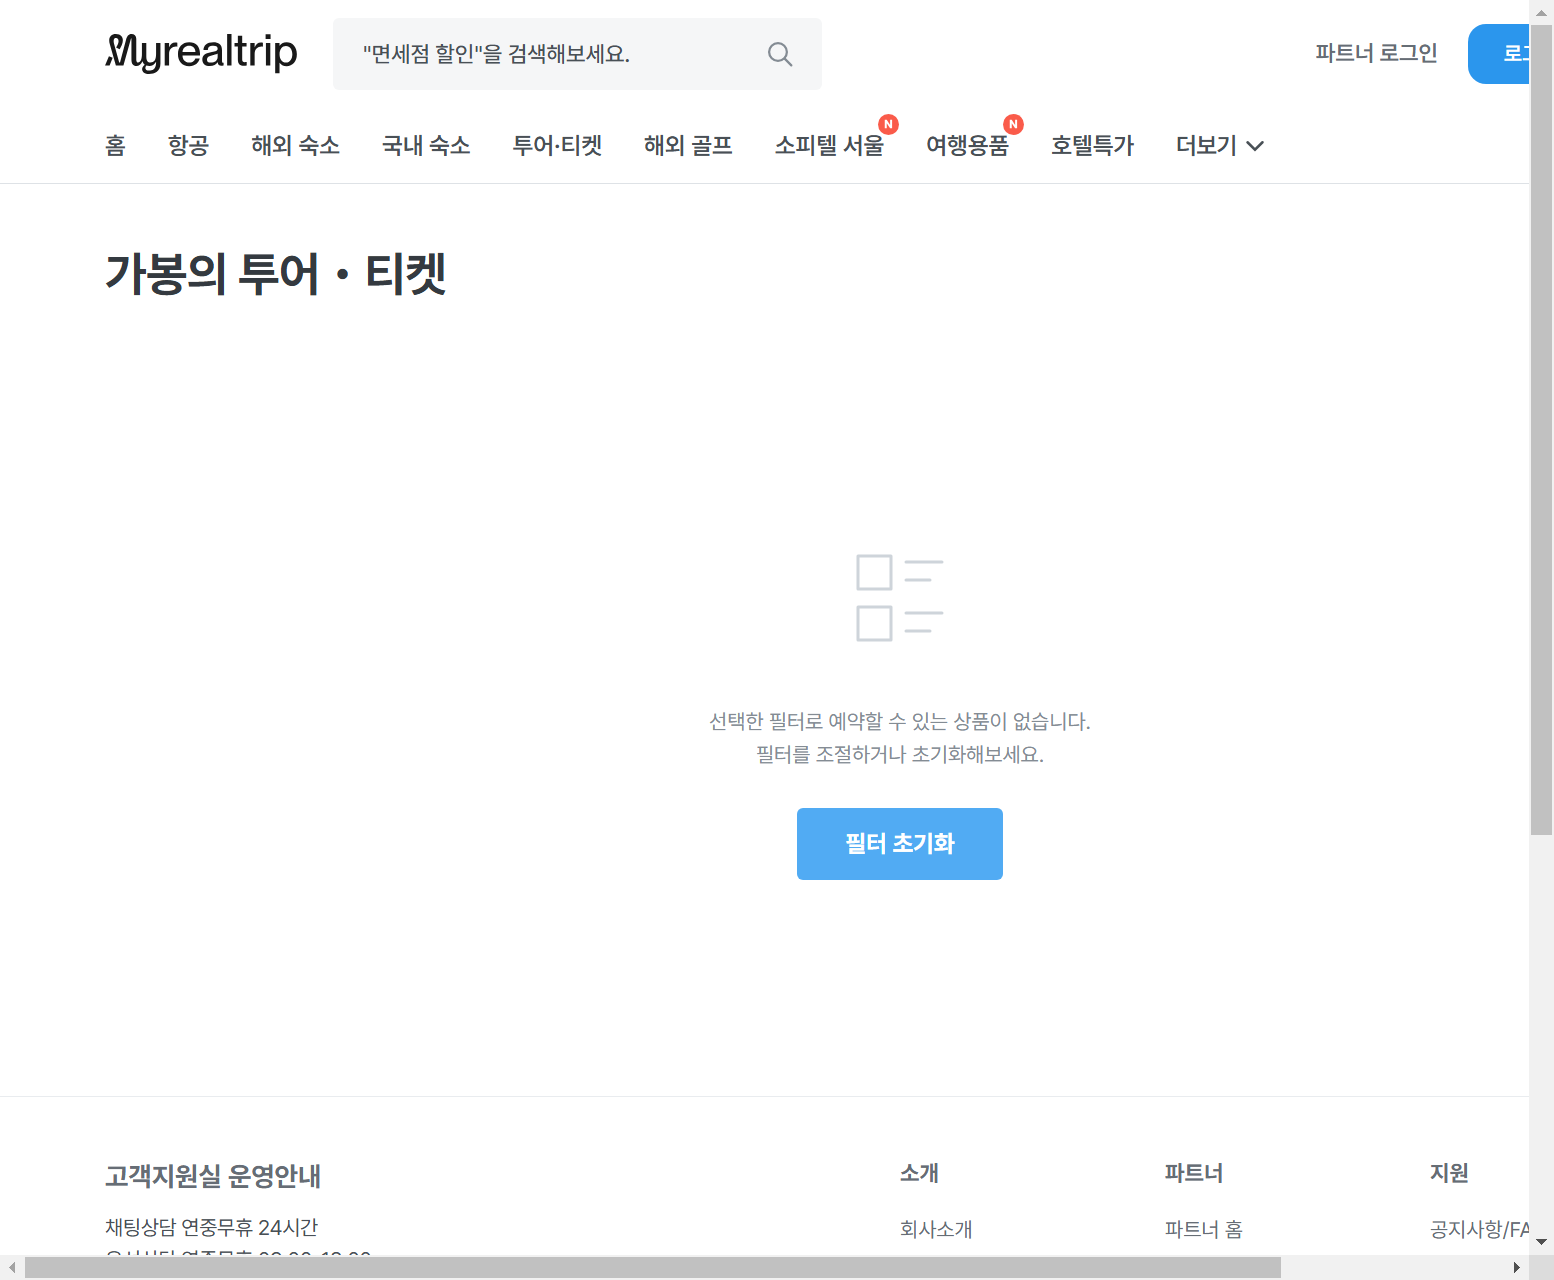 Myrealtrip
"면세점 할인"을 검색해보세요.
파트너 로그인
홈 항공 해외 숙소 국내 숙소 투어·티켓 해외 골프 소피텔 서울 N 여행용품 N 호텔특가 더보기
가봉의 투어・티켓
선택한 필터로 예약할 수 있는 상품이 없습니다.
필터를 조절하거나 초기화해보세요.
필터 초기화
고객지원실 운영안내
채팅상담 연중무휴 24시간
소개
회사소개
파트너
파트너 홈
지원
공지사항/FA